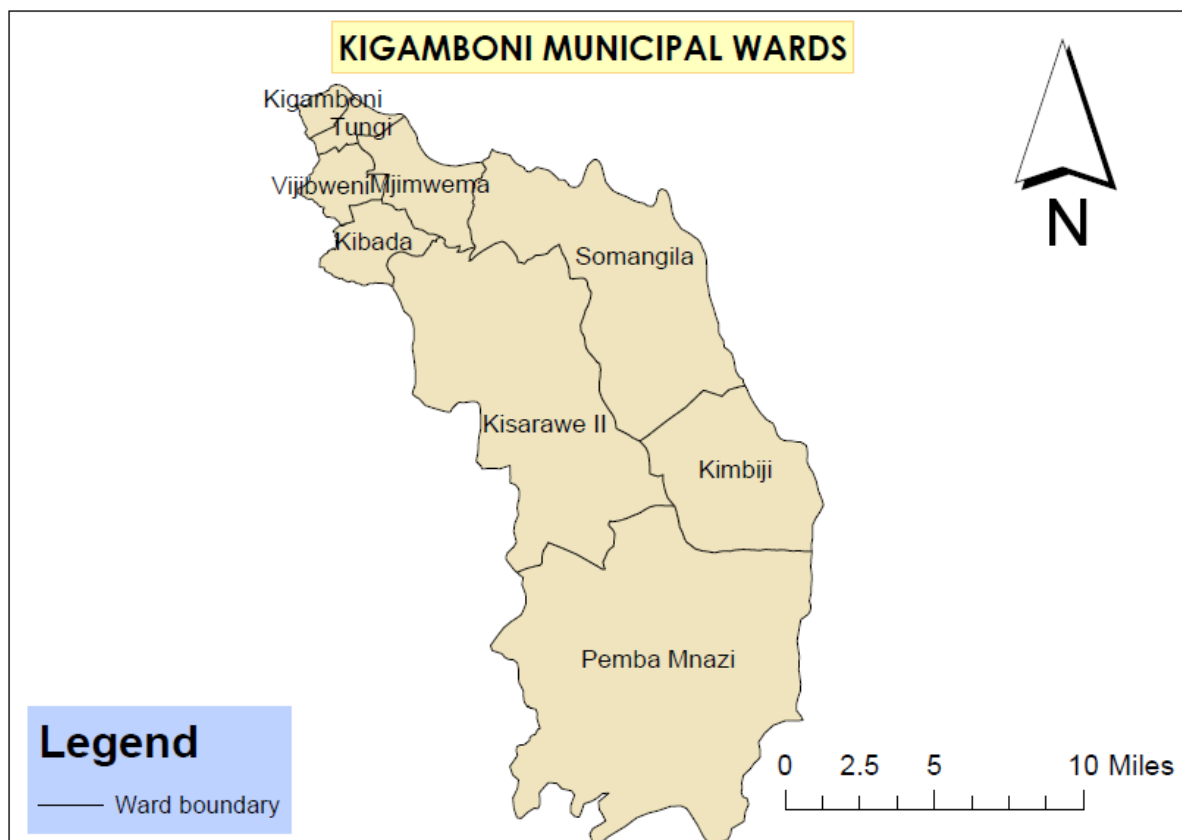 KIGAMBONI MUNICIPAL WARDS
N
Kigamboni
Tungi
Vijibweni
Mjimwema
Kibada
Somangila
Kisarawe II
Kimbiji
Pemba Mnazi
Legend
Ward boundary
0 2.5 5 10 Miles